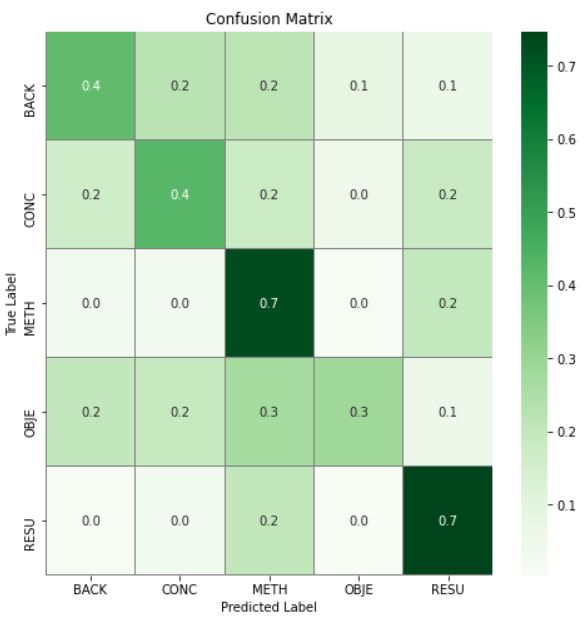 Confusion Matrix
BACK 0.4 0.2 0.2 0.1 0.1
CONC 0.2 0.4 0.2 0.0 0.2
METH 0.0 0.0 0.7 0.0 0.2
OBJE 0.2 0.2 0.3 0.3 0.1
RESU 0.0 0.0 0.2 0.0 0.7
True Label
BACK CONC METH OBJE RESU
Predicted Label
0.7
0.6
0.5
0.4
0.3
0.2
0.1